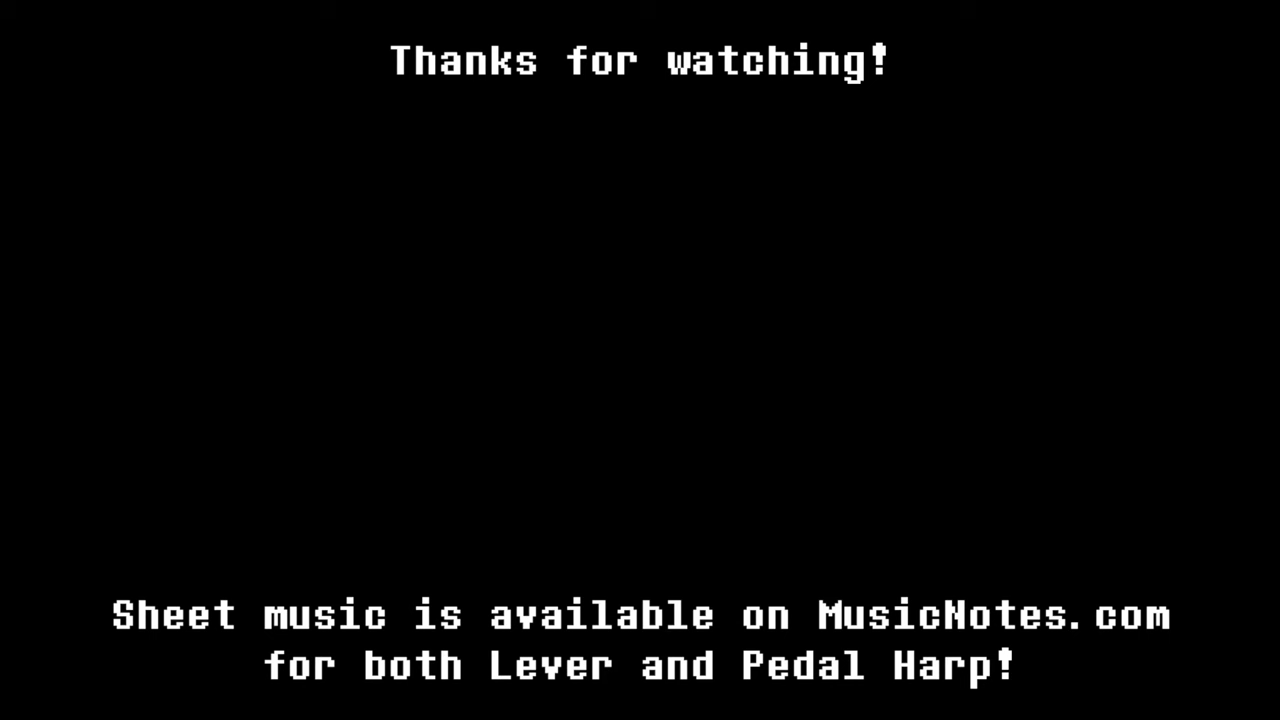 Thanks for watching!
Sheet music is available on MusicNotes.com
for both Lever and Pedal Harp!